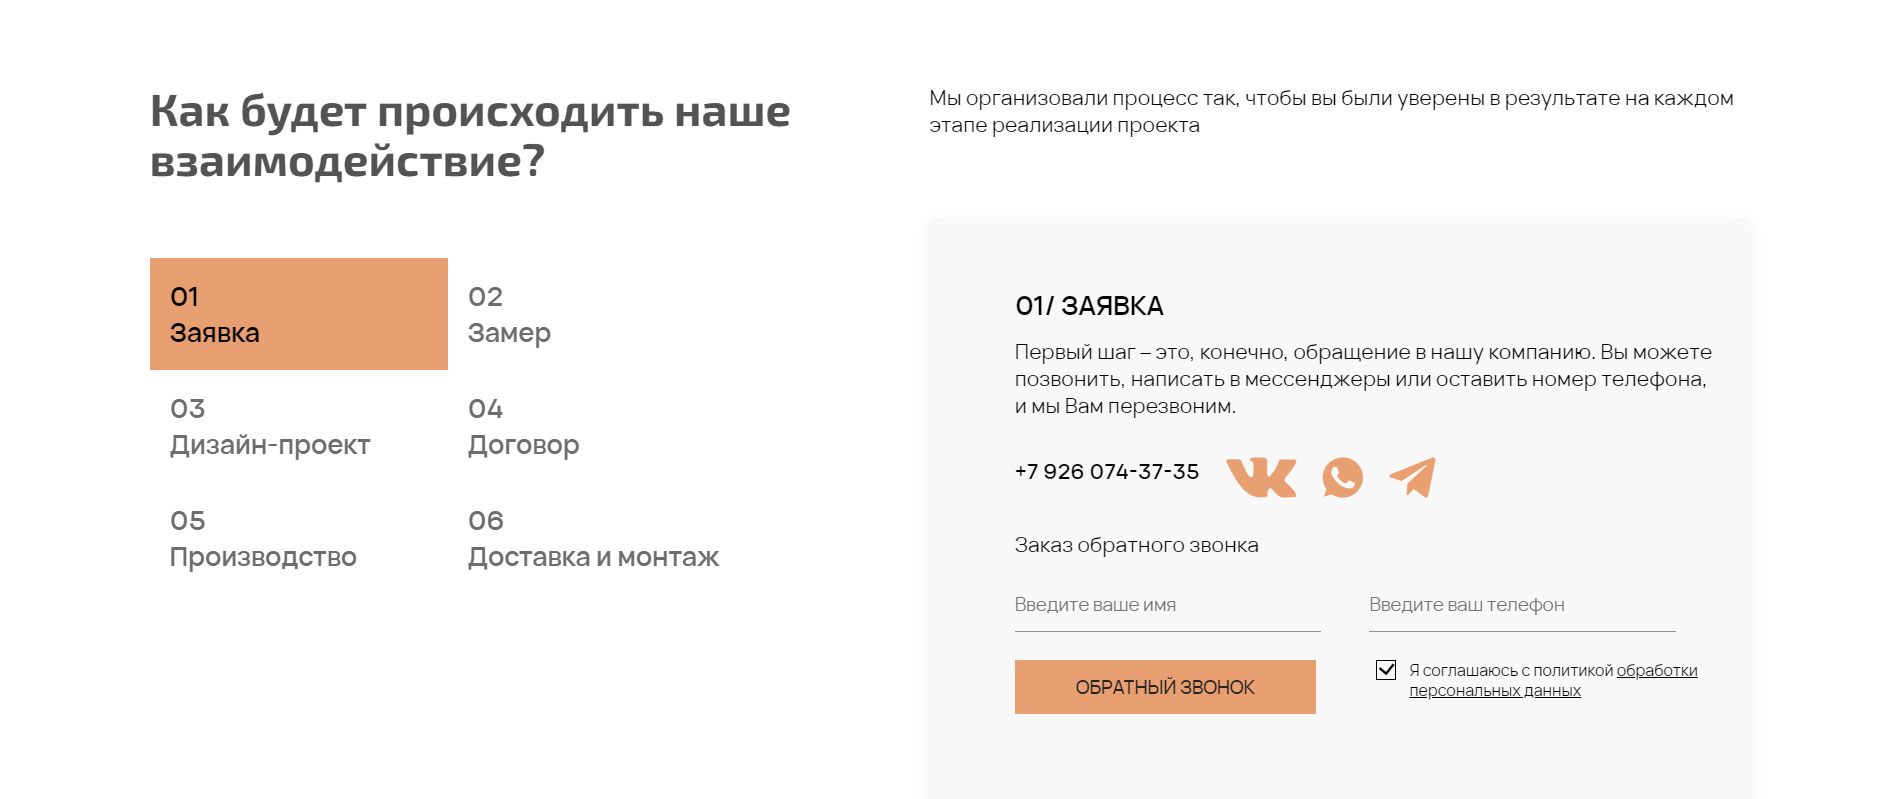 Как будет происходить наше
взаимодействие?
Мы организовали процесс так, чтобы вы были уверены в результате на каждом
этапе реализации проекта
01
Заявка
02
Замер
03
Дизайн-проект
04
Договор
05
Производство
06
Доставка и монтаж
01/ ЗАЯВКА
Первый шаг – это, конечно, обращение в нашу компанию. Вы можете
позвонить, написать в мессенджеры или оставить номер телефона,
и мы Вам перезвоним.
+7 926 074-37-35
Заказ обратного звонка
Введите ваше имя
Введите ваш телефон
ОБРАТНЫЙ ЗВОНОК
Я соглашаюсь с политикой обработки
персональных данных